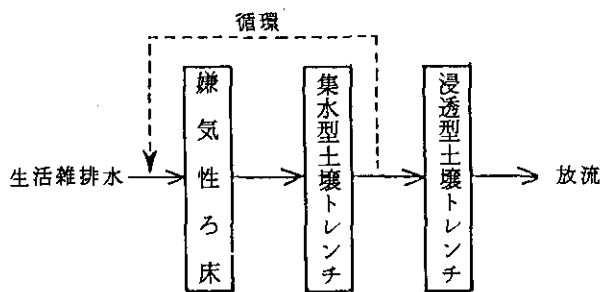 循環
生活雑排水
嫌気性ろ床
集水型土壌トレンチ
浸透型土壌トレンチ
放流